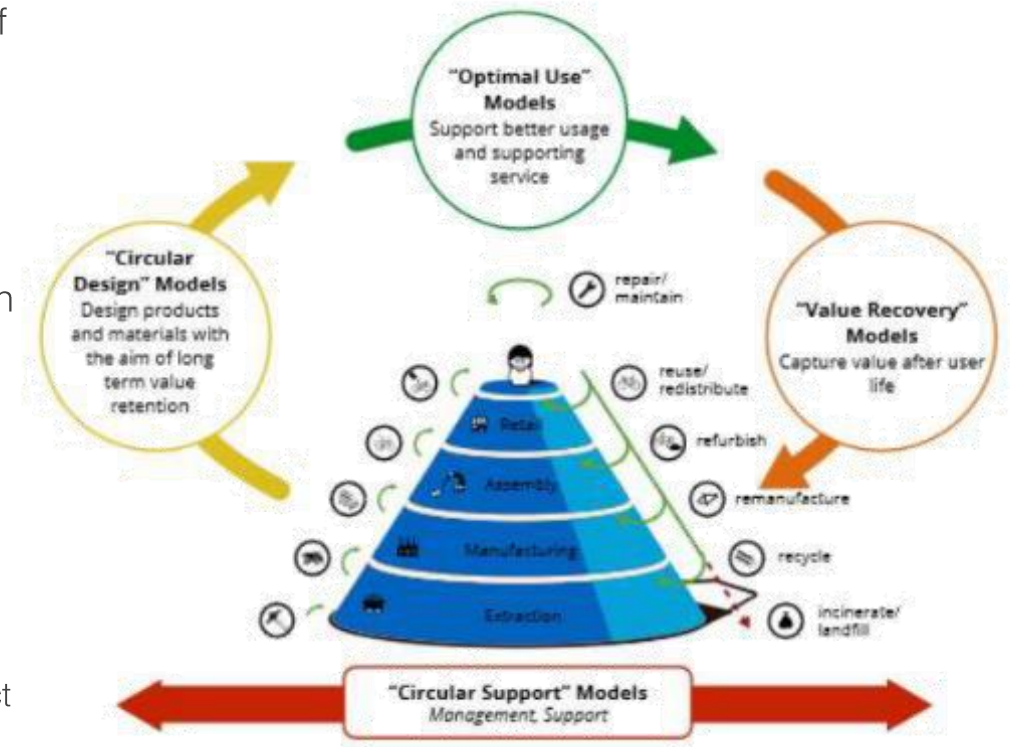 f
"Optimal Use"
Models
Support better usage
and supporting
service
"Circular
Design" Models
Design products
and materials with
the aim of long
term value
retention
n
"Value Recovery"
Models
Capture value after user
life
repair/
maintain
reuse/
redistribute
refurbish
remanufacture
recycle
incinerate/
landfill
Retail
Assembly
Manufacturing
Extraction
"Circular Support" Models
Management, Support
ct